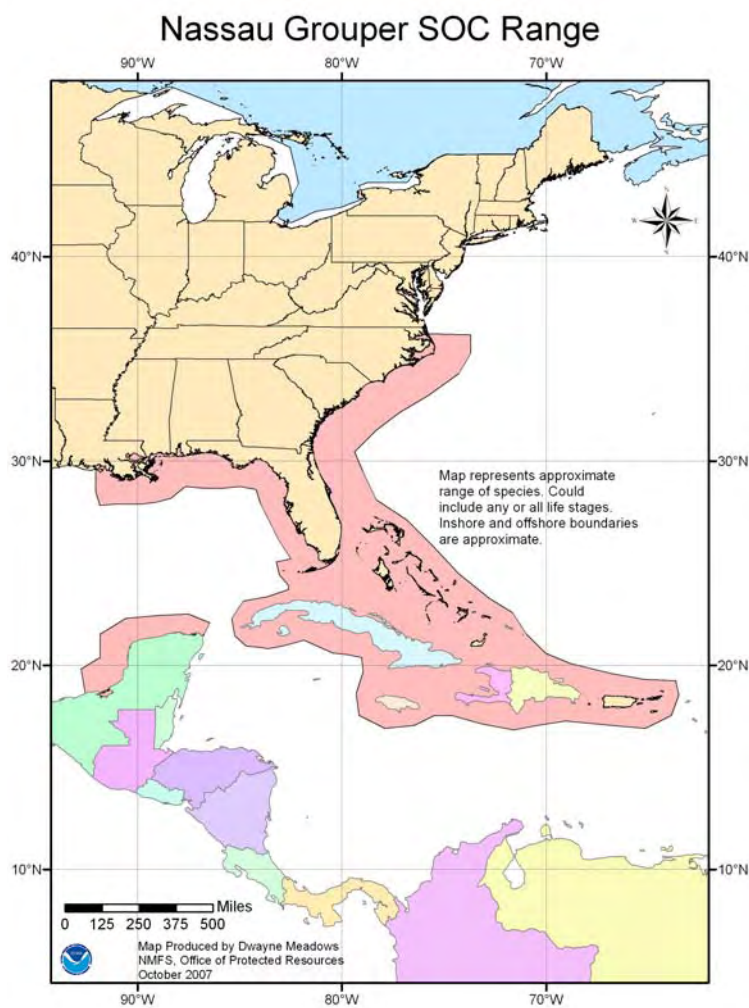 Nassau Grouper SOC Range
90°W 80°W 70°W
N
W E
S
40°N 40°N
30°N 30°N
Map represents approximate
range of species. Could
include any or all life stages.
Inshore and offshore boundaries
are approximate.
20°N 20°N
10°N 10°N
Miles
0 125 250 375 500
Map Produced by Dwayne Meadows
NMFS, Office of Protected Resources
October 2007
90°W 80°W 70°W